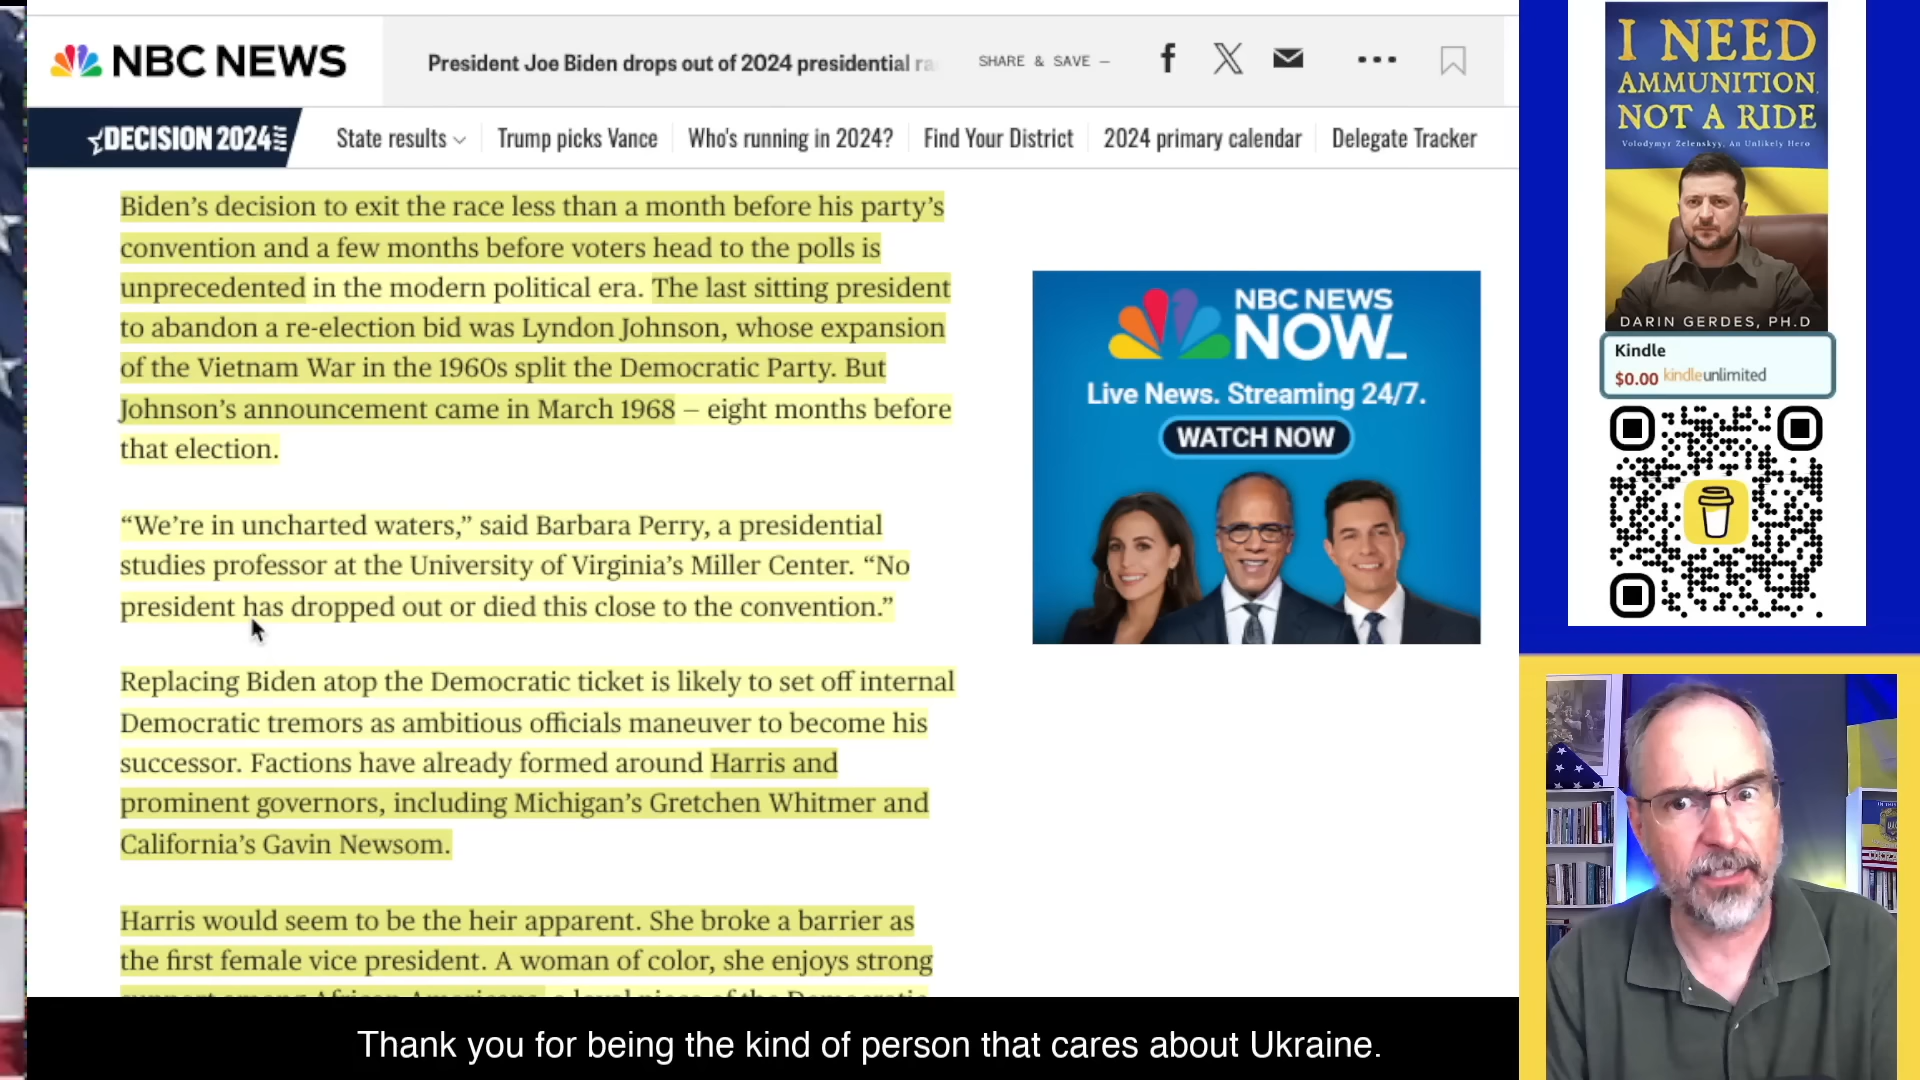 NBC NEWS
President Joe Biden drops out of 2024 presidential ra
SHARE & SAVE —
DECISION 2024
State results
Trump picks Vance
Who's running in 2024?
Find Your District
2024 primary calendar
Delegate Tracker
Biden’s decision to exit the race less than a month before his party’s
convention and a few months before voters head to the polls is
unprecedented in the modern political era. The last sitting president
to abandon a re-election bid was Lyndon Johnson, whose expansion
of the Vietnam War in the 1960s split the Democratic Party. But
Johnson’s announcement came in March 1968 — eight months before
that election.
“We’re in uncharted waters,” said Barbara Perry, a presidential
studies professor at the University of Virginia’s Miller Center. “No
president has dropped out or died this close to the convention.”
Replacing Biden atop the Democratic ticket is likely to set off internal
Democratic tremors as ambitious officials maneuver to become his
successor. Factions have already formed around Harris and
prominent governors, including Michigan’s Gretchen Whitmer and
California’s Gavin Newsom.
Harris would seem to be the heir apparent. She broke a barrier as
the first female vice president. A woman of color, she enjoys strong
support among African Americans, a loyal piece of the Democratic
NBC NEWS
NOW_
Live News. Streaming 24/7.
WATCH NOW
I NEED
AMMUNITION,
NOT A RIDE
Volodymyr Zelenskyy, An Unlikely Hero
DARIN GERDES, PH.D
Kindle
$0.00 kindleunlimited
Thank you for being the kind of person that cares about Ukraine.